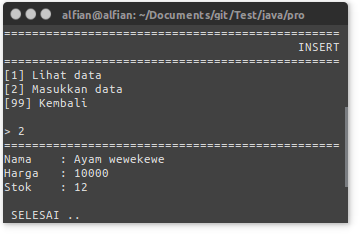 alfian@alfian: ~/Documents/git/Test/java/pro
================================================
INSERT
================================================
[1] Lihat data
[2] Masukkan data
[99] Kembali
> 2
================================================
Nama    : Ayam wewekewe
Harga   : 10000
Stok    : 12
SELESAI ..